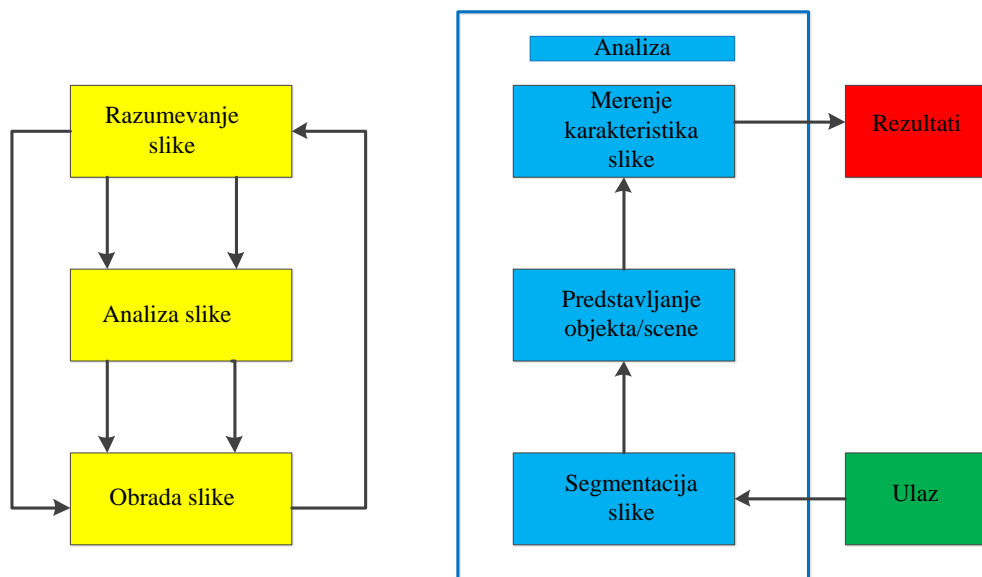 Razumevanje
slike
Analiza slike
Obrada slike
Analiza
Merenje
karakteristika
slike
Predstavljanje
objekta/scene
Segmentacija
slike
Rezultati
Ulaz